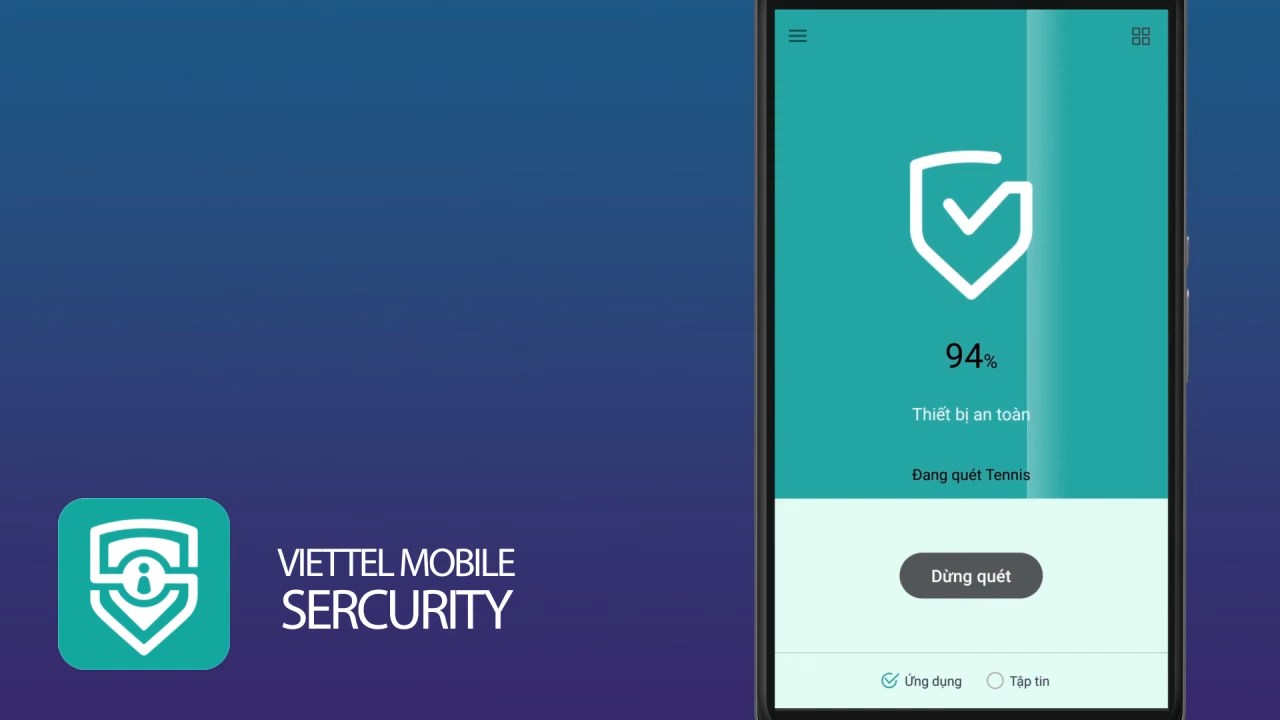 94%
Thiết bị an toàn
Đang quét Tennis
Dừng quét
Ứng dụng
Tập tin
VIETTEL MOBILE
SERCURITY